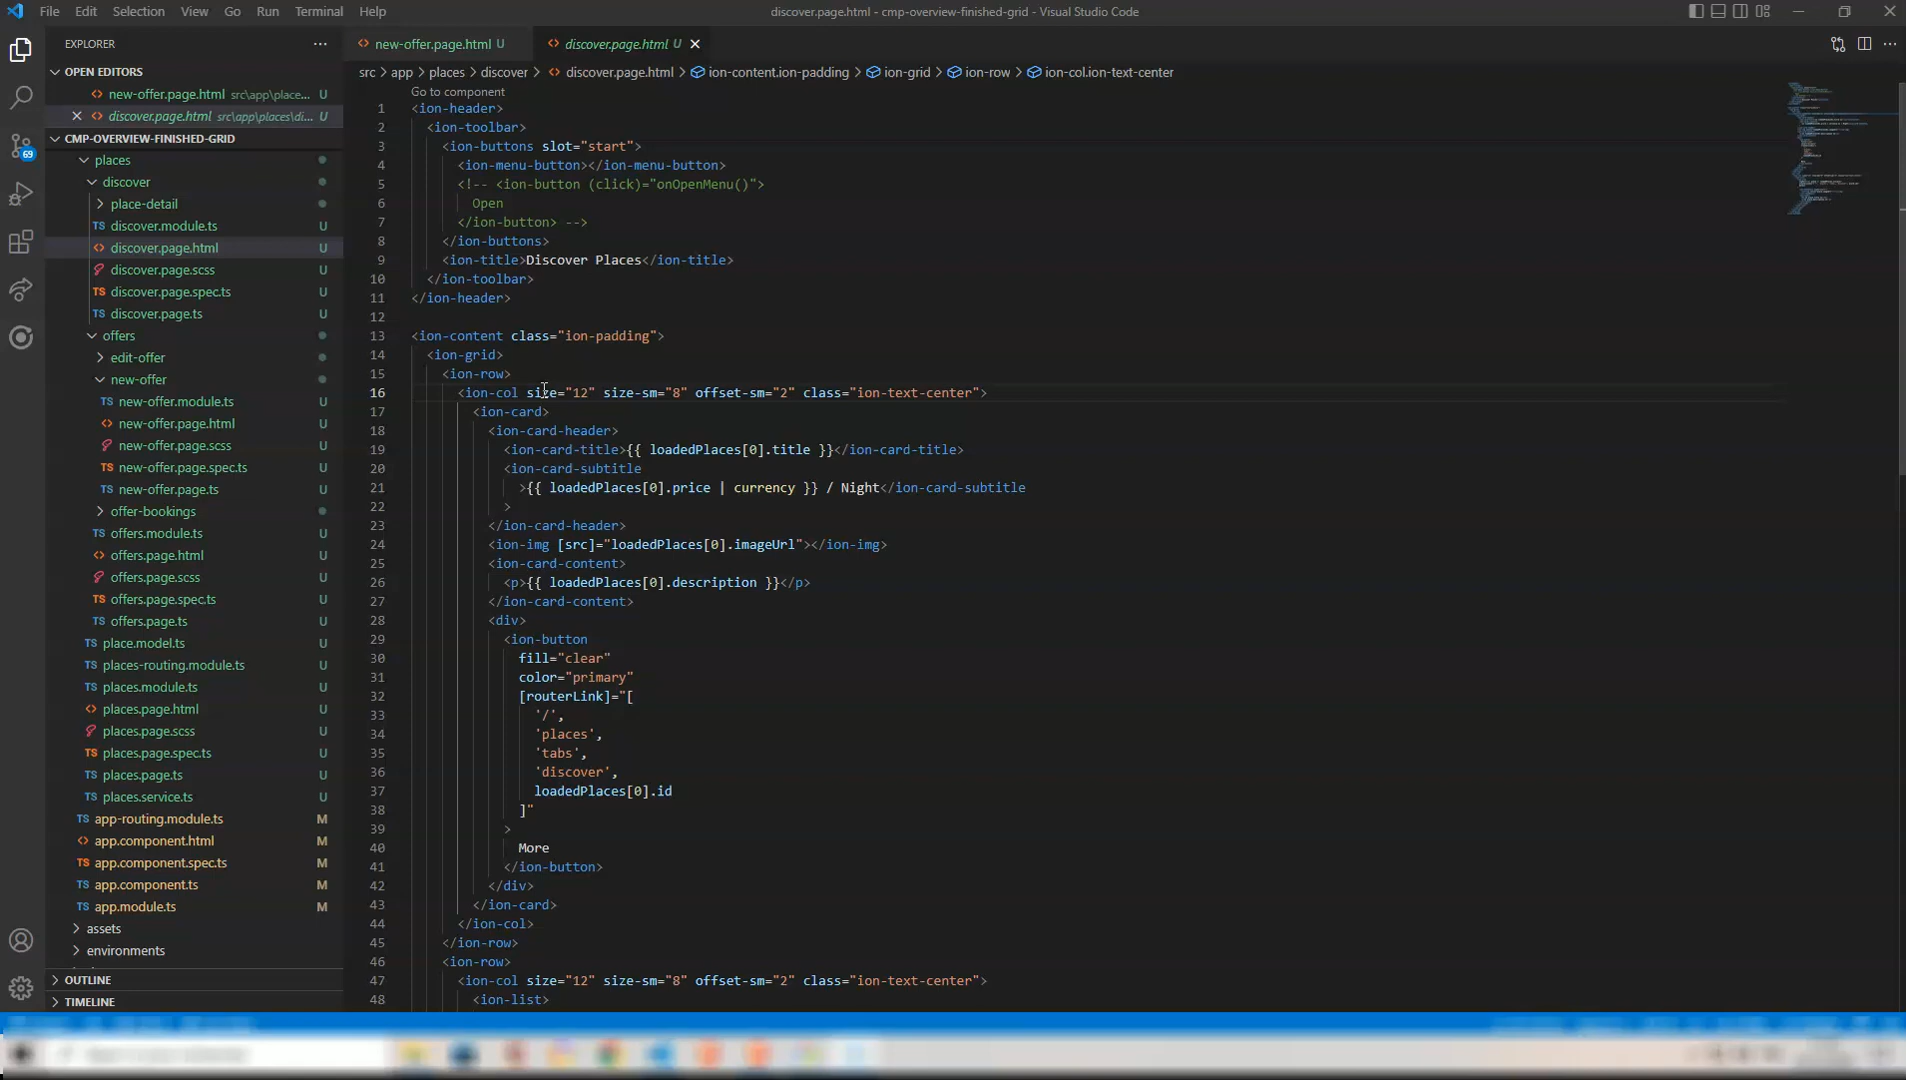 File Edit Selection View Go Run Terminal Help
discover.page.html - cmp-overview-finished-grid - Visual Studio Code
EXPLORER
OPEN EDITORS
new-offer.page.html src\app\place... U
discover.page.html src\app\places\di... U
CMP-OVERVIEW-FINISHED-GRID
places
discover
place-detail
discover.module.ts U
discover.page.html U
discover.page.scss U
discover.page.spec.ts U
discover.page.ts U
offers
edit-offer
new-offer
new-offer.module.ts U
new-offer.page.html U
new-offer.page.scss U
new-offer.page.spec.ts U
new-offer.page.ts U
offer-bookings
offers.module.ts U
offers.page.html U
offers.page.scss U
offers.page.spec.ts U
offers.page.ts U
place.model.ts U
places-routing.module.ts U
places.module.ts U
places.page.html U
places.page.scss U
places.page.spec.ts U
places.page.ts U
places.service.ts U
app-routing.module.ts M
app.component.html M
app.component.spec.ts M
app.component.ts M
app.module.ts M
assets
environments
OUTLINE
TIMELINE
69
new-offer.page.html U
discover.page.html U
src > app > places > discover > discover.page.html > ion-content.ion-padding > ion-grid > ion-row > ion-col.ion-text-center
Go to component
1 <ion-header>
2 <ion-toolbar>
3 <ion-buttons slot="start">
4 <ion-menu-button></ion-menu-button>
5 <!-- <ion-button (click)="onOpenMenu()">
6 Open
7 </ion-button> -->
8 </ion-buttons>
9 <ion-title>Discover Places</ion-title>
10 </ion-toolbar>
11 </ion-header>
12
13 <ion-content class="ion-padding">
14 <ion-grid>
15 <ion-row>
16 <ion-col size="12" size-sm="8" offset-sm="2" class="ion-text-center">
17 <ion-card>
18 <ion-card-header>
19 <ion-card-title>{{ loadedPlaces[0].title }}</ion-card-title>
20 <ion-card-subtitle
21 >{{ loadedPlaces[0].price | currency }} / Night</ion-card-subtitle
22 >
23 </ion-card-header>
24 <ion-img [src]="loadedPlaces[0].imageUrl"></ion-img>
25 <ion-card-content>
26 <p>{{ loadedPlaces[0].description }}</p>
27 </ion-card-content>
28 <div>
29 <ion-button
30 fill="clear"
31 color="primary"
32 [routerLink]="[
33 '/',
34 'places',
35 'tabs',
36 'discover',
37 loadedPlaces[0].id
38 ]"
39 >
40 More
41 </ion-button>
42 </div>
43 </ion-card>
44 </ion-col>
45 </ion-row>
46 <ion-row>
47 <ion-col size="12" size-sm="8" offset-sm="2" class="ion-text-center">
48 <ion-list>